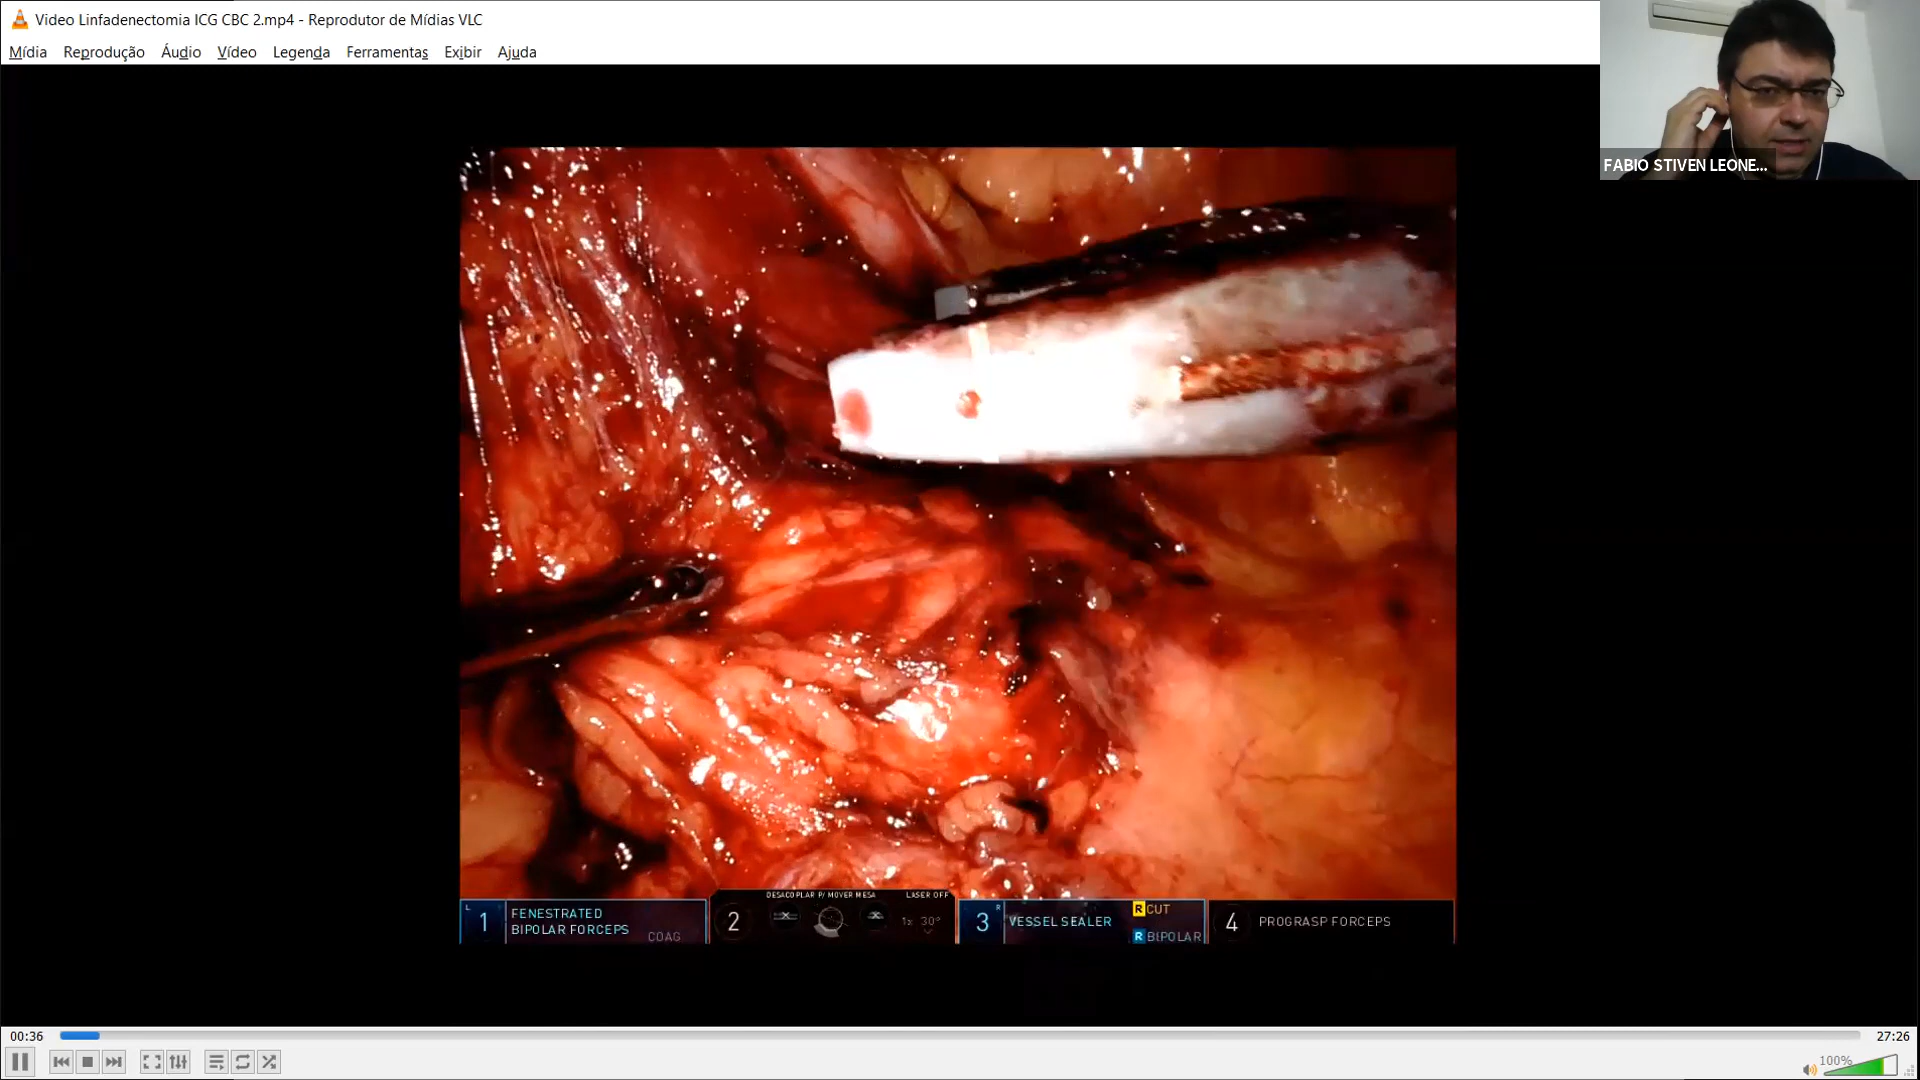 Video Linfadenectomia ICG CBC 2.mp4 - Reprodutor de Mídias VLC
Mídia Reprodução Áudio Vídeo Legenda Ferramentas Exibir Ajuda
FABIO STIVEN LEONE...
DESACOPLAR P/ MOVER MESA LASER OFF
1 FENESTRATED BIPOLAR FORCEPS COAG
2 1x 30°
3 VESSEL SEALER R CUT R BIPOLAR
4 PROGRASP FORCEPS
L
R
00:36 27:26
100%